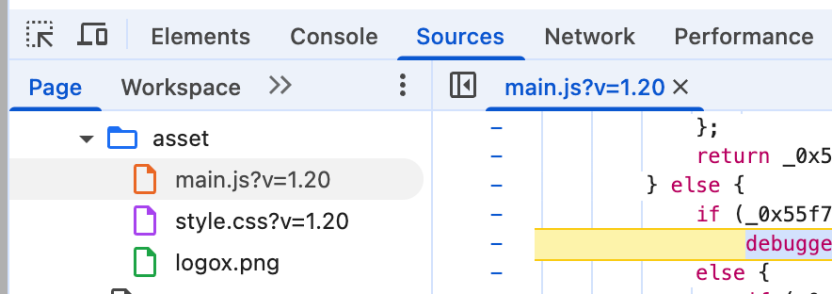 Elements Console Sources Network Performance
Page Workspace main.js?v=1.20
asset
main.js?v=1.20
style.css?v=1.20
logox.png
};
return _0x5
} else {
if (_0x55f7
debugge
else {